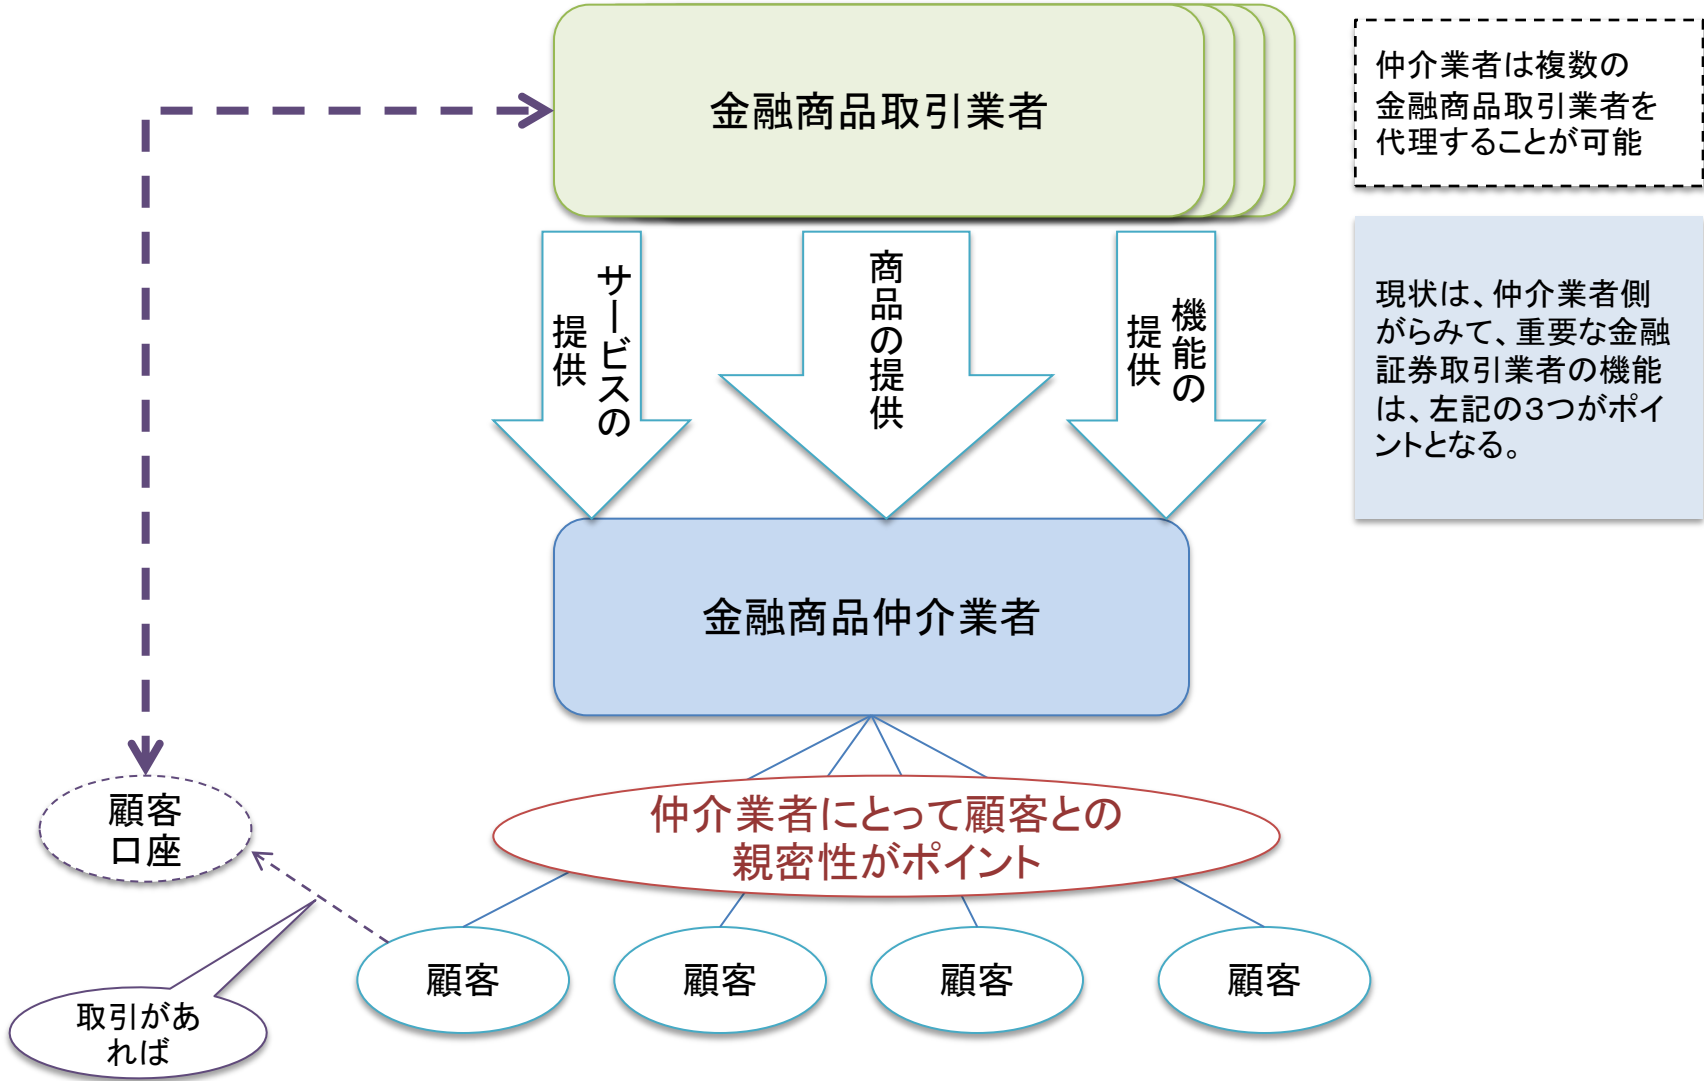 金融商品取引業者
仲介業者は複数の
金融商品取引業者を
代理することが可能
サービスの
提供
商品の提供
機能の
提供
現状は、仲介業者側
がらみて、重要な金融
証券取引業者の機能
は、左記の3つがポイ
ントとなる。
金融商品仲介業者
仲介業者にとって顧客との
親密性がポイント
顧客
口座
顧客
顧客
顧客
顧客
取引があ
れば